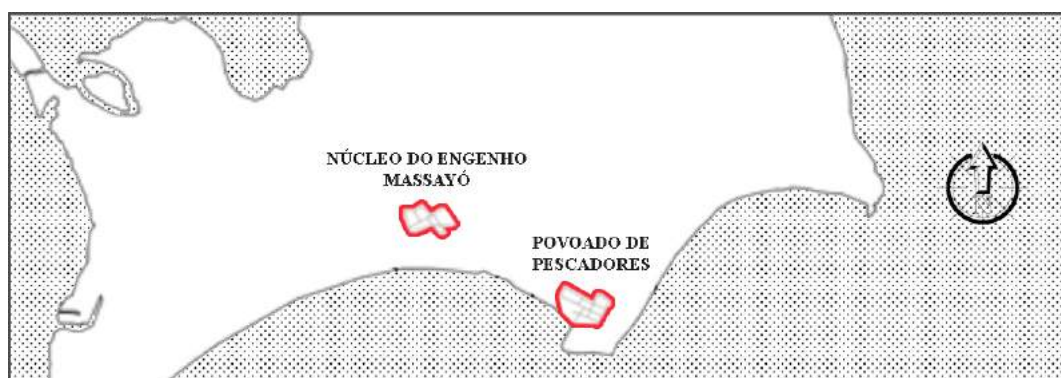 NÚCLEO DO ENGENHO
MASSAYÓ
POVOADO DE
PESCADORES